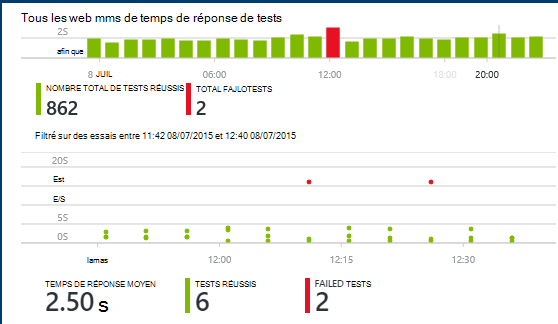 Tous les web mms de temps de réponse de tests
2S
afin que
8 JUIL 06:00 12:00 18:00 20:00
NOMBRE TOTAL DE TESTS RÉUSSIS
862
TOTAL FAJLOTESTS
2
Filtré sur des essais entre 11:42 08/07/2015 et 12:40 08/07/2015
20S
Est
E/S
5S
0S
lamas 12:00 12:15 12:30
TEMPS DE RÉPONSE MOYEN
2.50 s
TESTS RÉUSSIS
6
FAILED TESTS
2